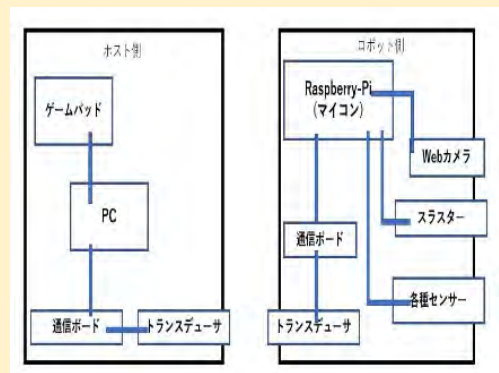 ホスト側
ゲームパッド
PC
通信ボード
トランスデューサ
ロボット側
Raspberry-Pi
(マイコン)
Webカメラ
スラスター
通信ボード
各種センサー
トランスデューサ